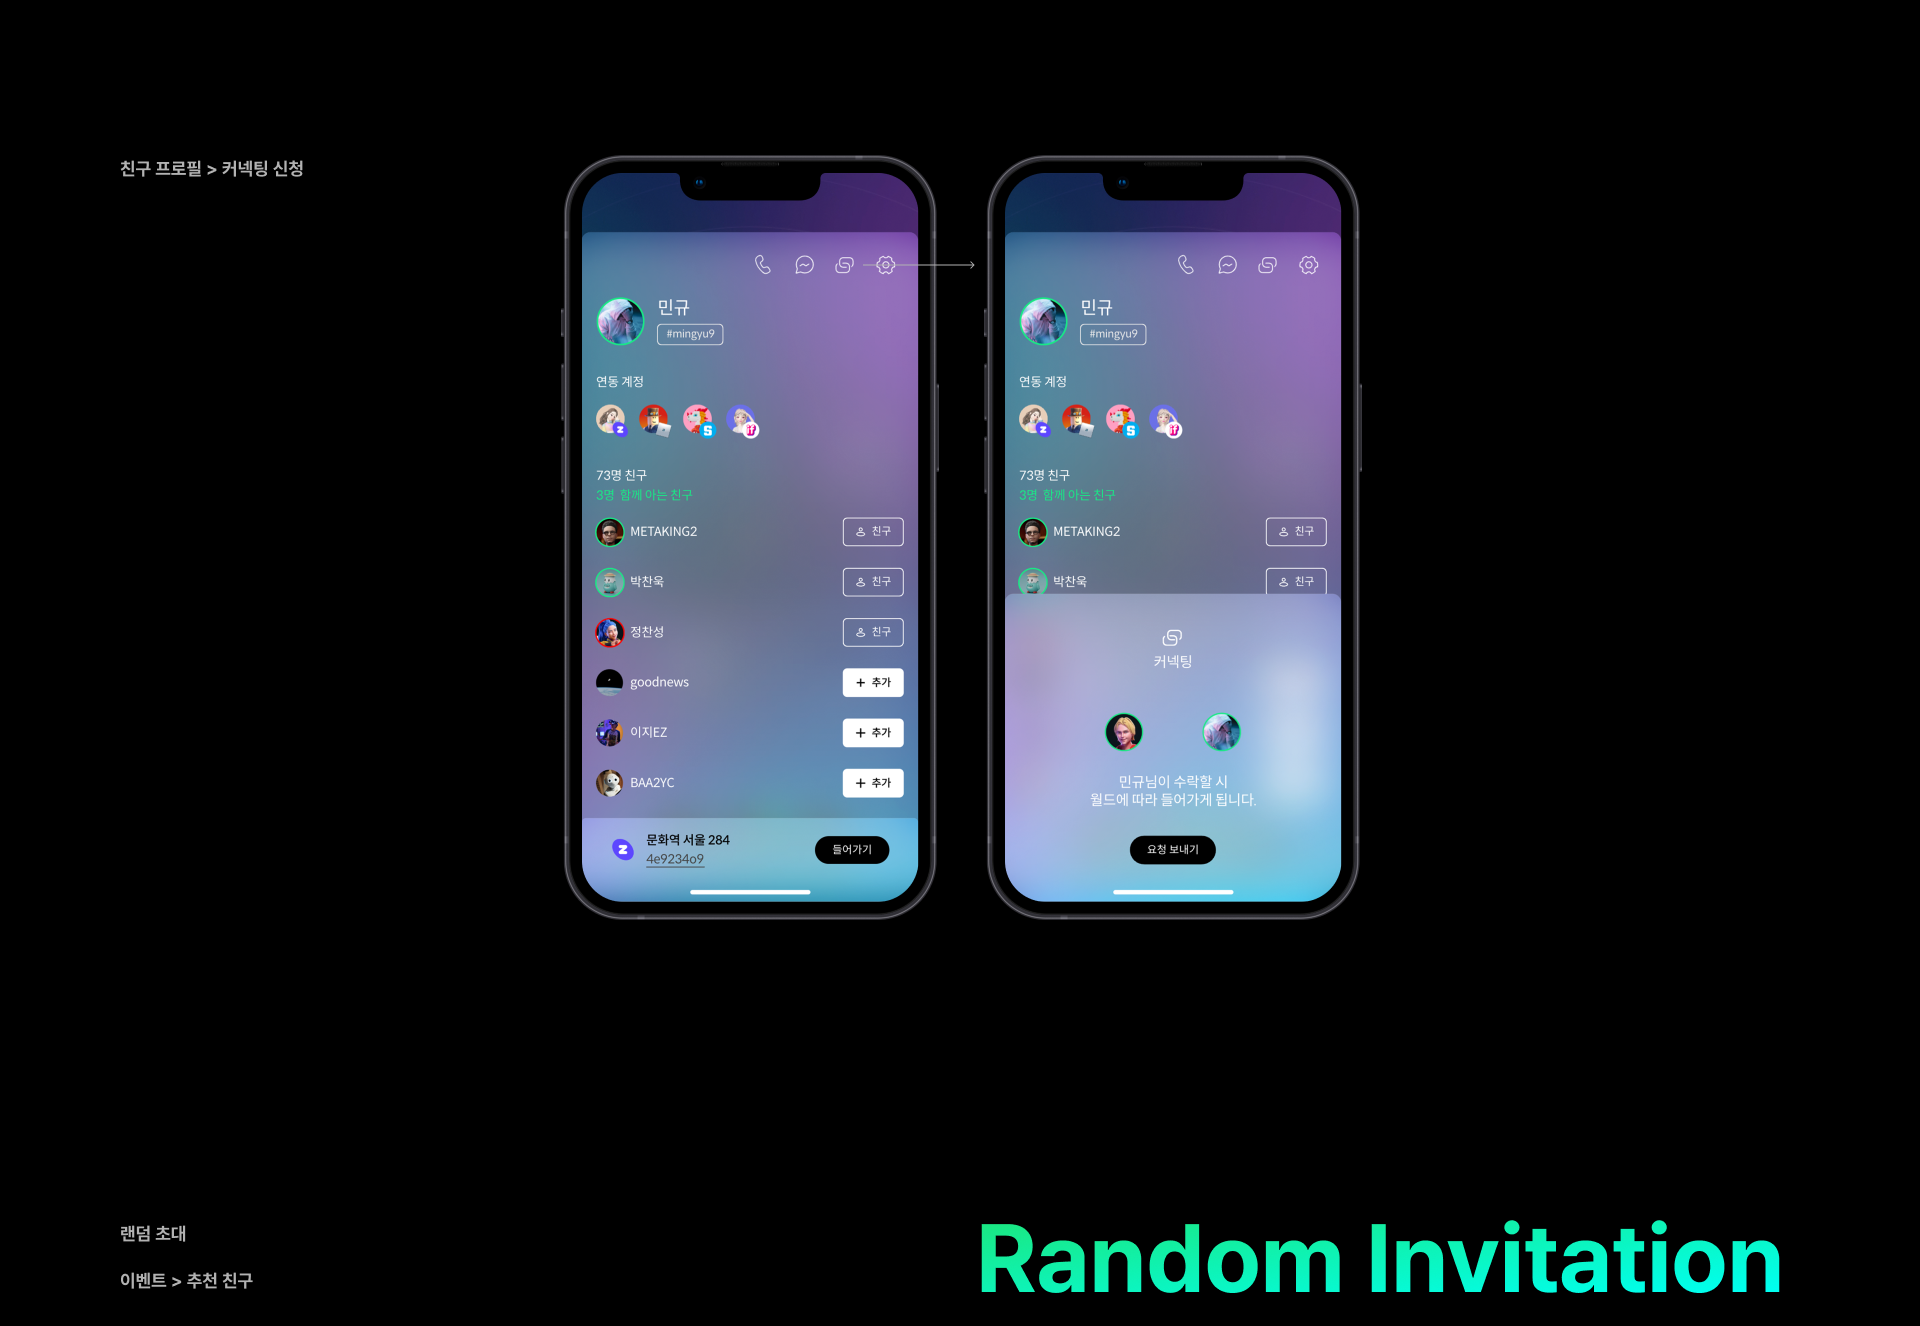 친구 프로필 > 커넥팅 신청
민규
#mingyu9
연동 계정
73명 친구
3명 함께 아는 친구
METAKING2
친구
박찬욱
친구
정찬성
친구
goodnews
+ 추가
이지EZ
+ 추가
BAA2YC
+ 추가
문화역 서울 284
4e9234o9
들어가기
민규
#mingyu9
연동 계정
73명 친구
3명 함께 아는 친구
METAKING2
친구
박찬욱
친구
커넥팅
민규님이 수락할 시
월드에 따라 들어가게 됩니다.
요청 보내기
랜덤 초대
이벤트 > 추천 친구
Random Invitation